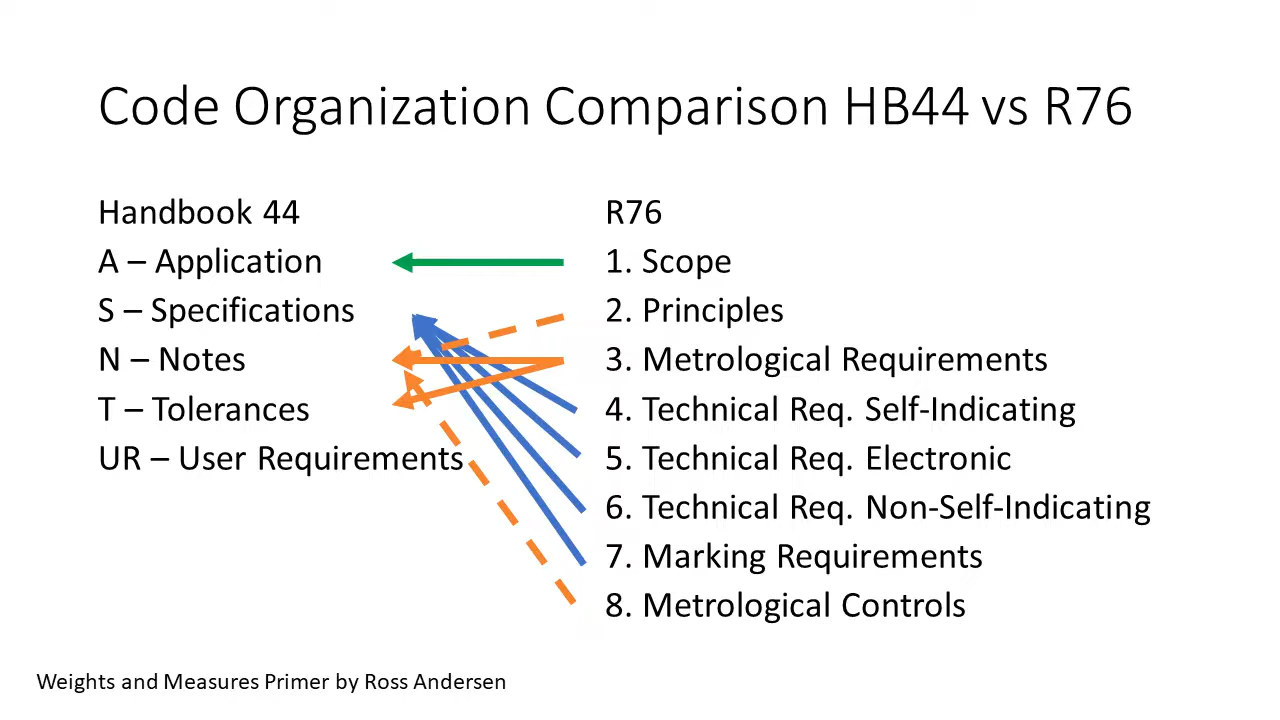 Code Organization Comparison HB44 vs R76
Handbook 44
A – Application
S – Specifications
N – Notes
T – Tolerances
UR – User Requirements
R76
1. Scope
2. Principles
3. Metrological Requirements
4. Technical Req. Self-Indicating
5. Technical Req. Electronic
6. Technical Req. Non-Self-Indicating
7. Marking Requirements
8. Metrological Controls
Weights and Measures Primer by Ross Andersen